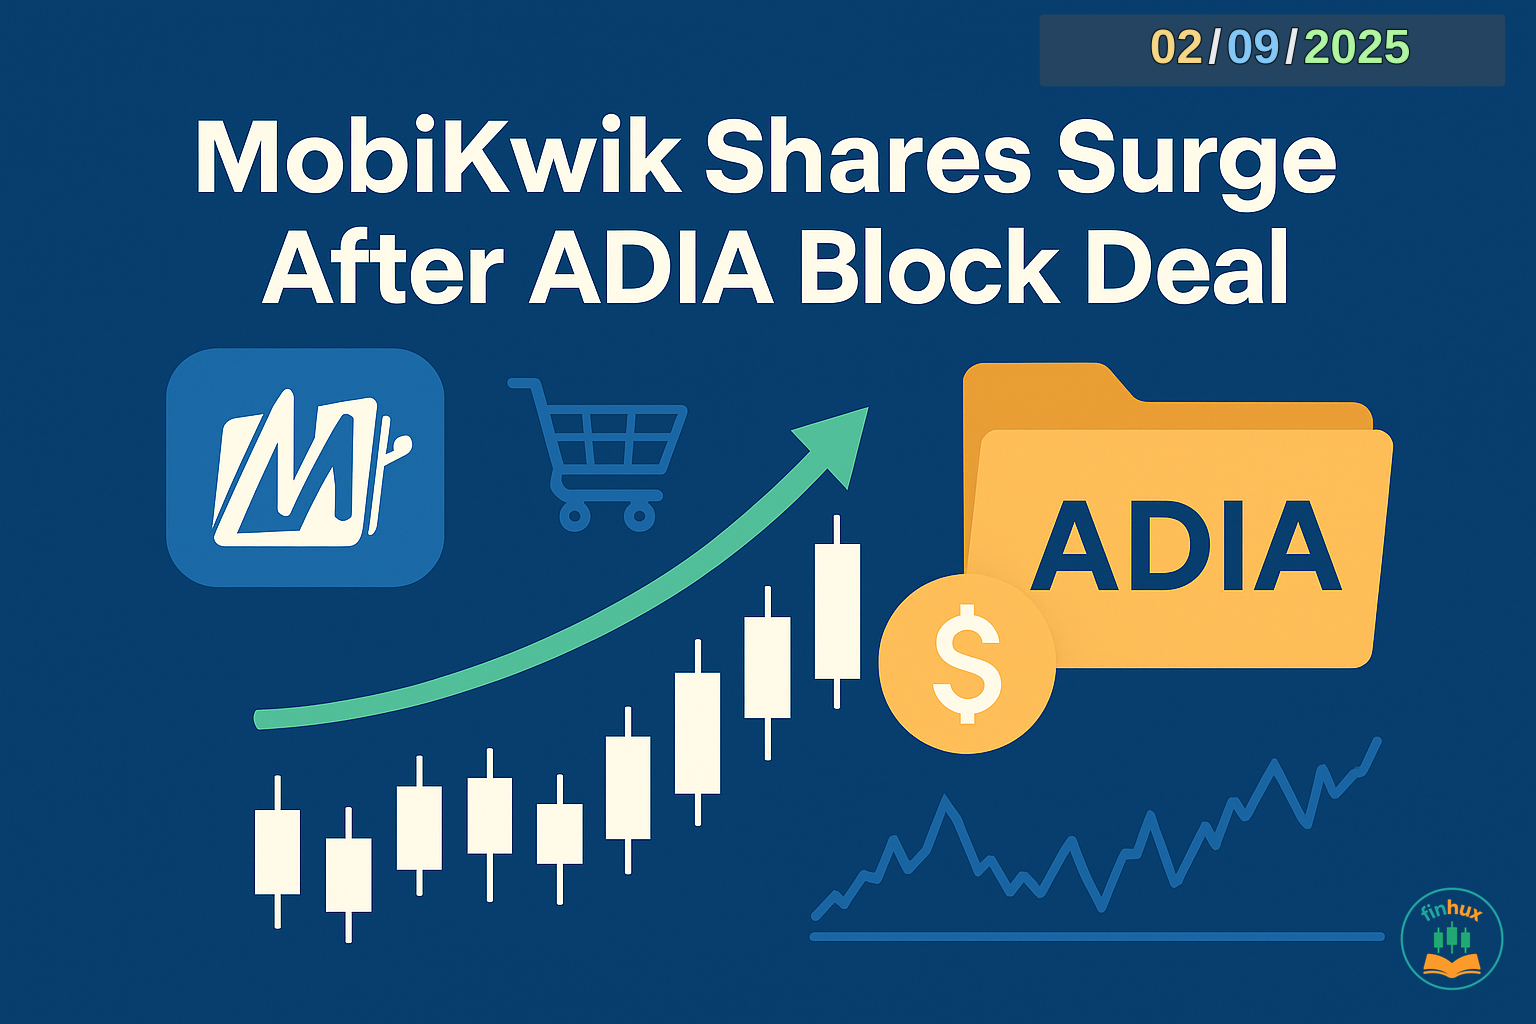 02/09/2025
MobiKwik Shares Surge
After ADIA Block Deal
ADIA
$
finhux